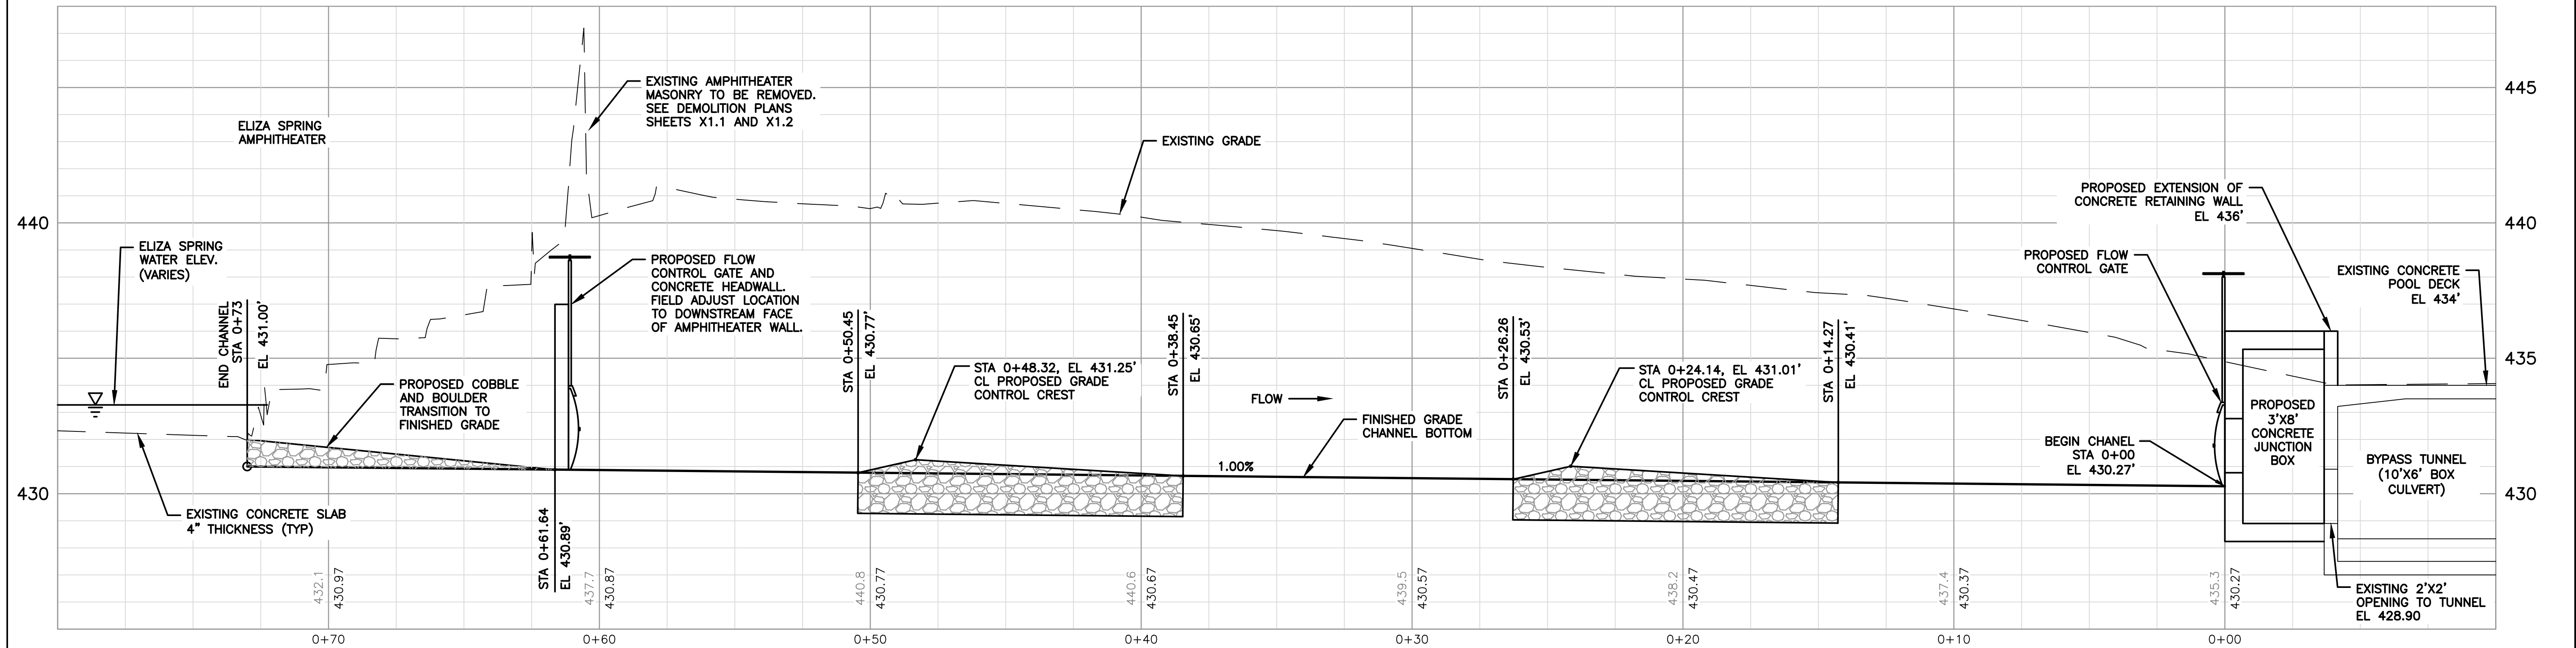 445
440
430
445
440
435
430
ELIZA SPRING
AMPHITHEATER
EXISTING AMPHITHEATER
MASONRY TO BE REMOVED.
SEE DEMOLITION PLANS
SHEETS X1.1 AND X1.2
EXISTING GRADE
ELIZA SPRING
WATER ELEV.
(VARIES)
END CHANNEL
STA 0+73
EL 431.00'
PROPOSED FLOW
CONTROL GATE AND
CONCRETE HEADWALL.
FIELD ADJUST LOCATION
TO DOWNSTREAM FACE
OF AMPHITHEATER WALL.
PROPOSED COBBLE
AND BOULDER
TRANSITION TO
FINISHED GRADE
EXISTING CONCRETE SLAB
4" THICKNESS (TYP)
STA 0+61.64
EL 430.89'
STA 0+50.45
EL 430.77'
STA 0+48.32, EL 431.25'
CL PROPOSED GRADE
CONTROL CREST
STA 0+38.45
EL 430.65'
FLOW
1.00%
FINISHED GRADE
CHANNEL BOTTOM
STA 0+26.26
EL 430.53'
STA 0+24.14, EL 431.01'
CL PROPOSED GRADE
CONTROL CREST
STA 0+14.27
EL 430.41'
PROPOSED EXTENSION OF
CONCRETE RETAINING WALL
EL 436'
PROPOSED FLOW
CONTROL GATE
EXISTING CONCRETE
POOL DECK
EL 434'
BEGIN CHANEL
STA 0+00
EL 430.27'
PROPOSED
3'X8'
CONCRETE
JUNCTION
BOX
BYPASS TUNNEL
(10'X6' BOX
CULVERT)
EXISTING 2'X2'
OPENING TO TUNNEL
EL 428.90
432.1
430.97
437.7
430.87
440.8
430.77
440.6
430.67
439.5
430.57
438.2
430.47
437.4
430.37
435.3
430.27
0+70
0+60
0+50
0+40
0+30
0+20
0+10
0+00